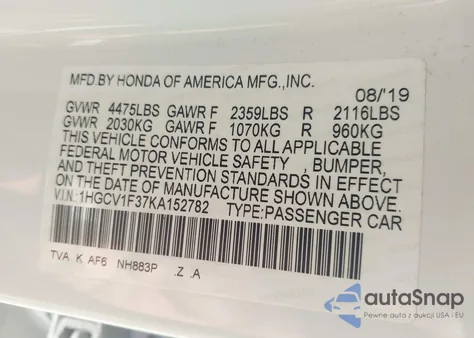 MFD.BY HONDA OF AMERICA MFG.,INC. 08/'19
GVWR 4475LBS GAWR F 2359LBS R 2116LBS
GVWR 2030KG GAWR F 1070KG R 960KG
THIS VEHICLE CONFORMS TO ALL APPLICABLE
FEDERAL MOTOR VEHICLE SAFETY , BUMPER,
AND THEFT PREVENTION STANDARDS IN EFFECT
ON THE DATE OF MANUFACTURE SHOWN ABOVE.
V.I.N.:1HGCV1F37KA152782 TYPE:PASSENGER CAR
TVA K AF6 NH883P .Z .A
autoSnap
Pewne auta z aukcji USA i EU